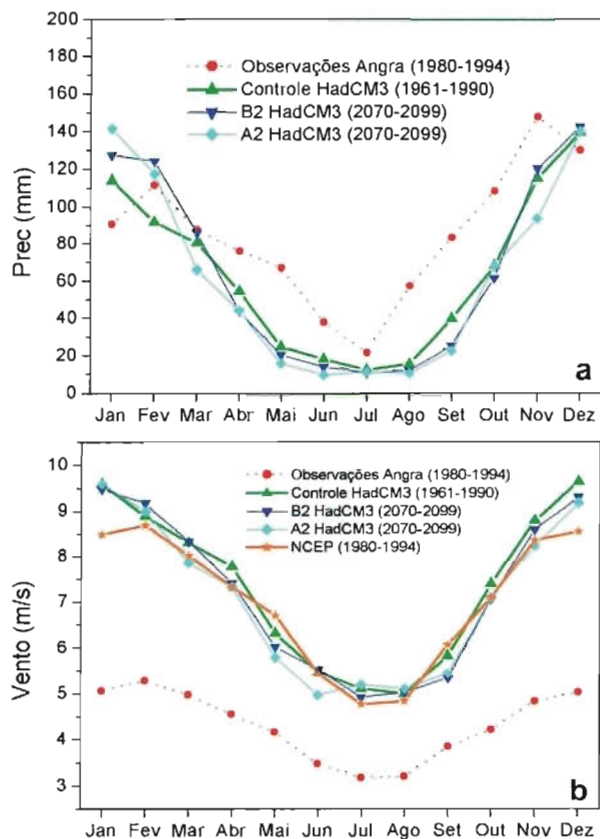 200
180
160
140
120
100
80
60
40
20
0
Prec (mm)
Observações Angra (1980-1994)
Controle HadCM3 (1961-1990)
B2 HadCM3 (2070-2099)
A2 HadCM3 (2070-2099)
a
Jan Fev Mar Abr Mai Jun Jul Ago Set Out Nov Dez
10
9
8
7
6
5
4
3
Vento (m/s)
Observações Angra (1980-1994)
Controle HadCM3 (1961-1990)
B2 HadCM3 (2070-2099)
A2 HadCM3 (2070-2099)
NCEP (1980-1994)
b
Jan Fev Mar Abr Mai Jun Jul Ago Set Out Nov Dez